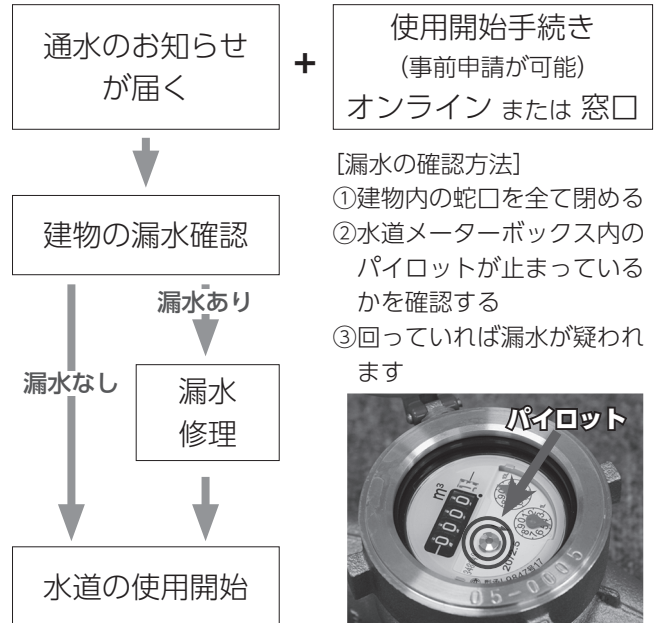 通水のお知らせ
が届く
+
使用開始手続き
(事前申請が可能)
オンライン または 窓口
建物の漏水確認
漏水あり
漏水なし
漏水
修理
水道の使用開始
[漏水の確認方法]
①建物内の蛇口を全て閉める
②水道メーターボックス内の
パイロットが止まっている
かを確認する
③回っていれば漏水が疑われ
ます
パイロット
m³
0000
2072.8
05-0005